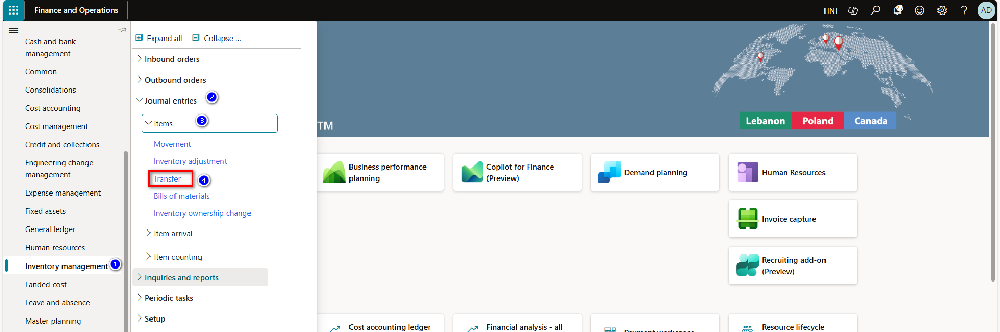 Finance and Operations
TINT
27
AD
Cash and bank
management
Common
Consolidations
Cost accounting
Cost management
Credit and collections
Engineering change
management
Expense management
Fixed assets
General ledger
Human resources
Inventory management
1
Landed cost
Leave and absence
Master planning
Expand all
Collapse ...
Inbound orders
Outbound orders
Journal entries
2
Items
3
Movement
Inventory adjustment
Transfer
4
Bills of materials
Inventory ownership change
Item arrival
Item counting
Inquiries and reports
Periodic tasks
Setup
TM
Lebanon
Poland
Canada
Business performance
planning
Copilot for Finance
(Preview)
Demand planning
Human Resources
Invoice capture
Recruiting add-on
(Preview)
Cost accounting ledger
Financial analysis - all
Payment workspace
Resource lifecycle